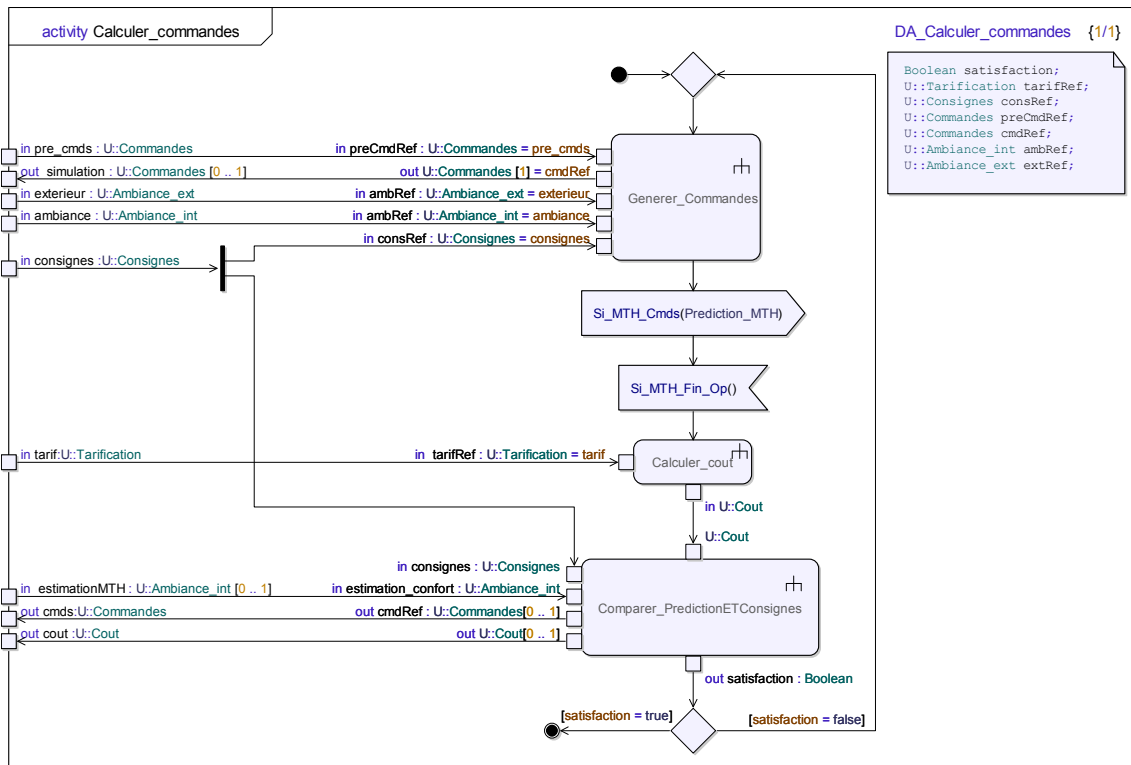 activity Calculer_commandes
DA_Calculer_commandes {1/1}
Boolean satisfaction;
U::Tarification tarifRef;
U::Consignes consRef;
U::Commandes preCmdRef;
U::Commandes cmdRef;
U::Ambiance_int ambRef;
U::Ambiance_ext extRef;
in pre_cmds : U::Commandes
in preCmdRef : U::Commandes = pre_cmds
out simulation : U::Commandes [0 .. 1]
out U::Commandes [1] = cmdRef
in exterieur : U::Ambiance_ext
in ambRef : U::Ambiance_ext = exterieur
in ambiance : U::Ambiance_int
in ambRef : U::Ambiance_int = ambiance
in consRef : U::Consignes = consignes
in consignes :U::Consignes
Generer_Commandes
Si_MTH_Cmds(Prediction_MTH)
Si_MTH_Fin_Op()
in tarif:U::Tarification
in tarifRef : U::Tarification = tarif
Calculer_cout
in U::Cout
U::Cout
in consignes : U::Consignes
in estimationMTH : U::Ambiance_int [0 .. 1]
in estimation_confort : U::Ambiance_int
out cmds:U::Commandes
out cmdRef : U::Commandes[0 .. 1]
out cout :U::Cout
out U::Cout[0 .. 1]
Comparer_PredictionETConsignes
out satisfaction : Boolean
[satisfaction = true]
[satisfaction = false]